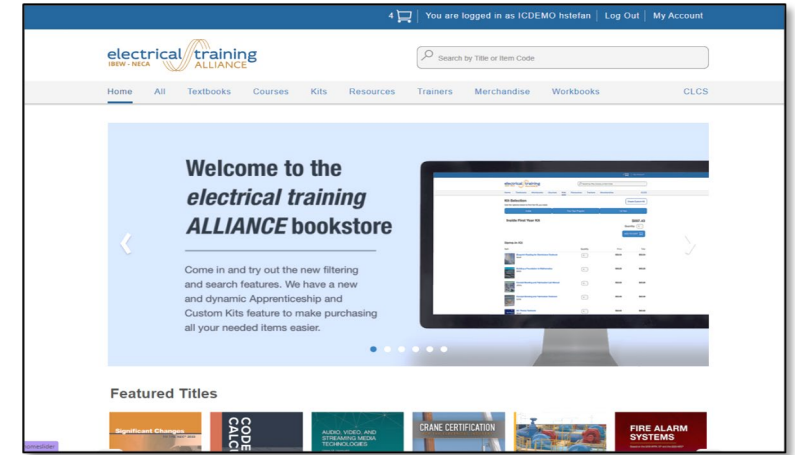 4 You are logged in as ICDEMO hstefan Log Out My Account
electrical training
IBEW - NECA ALLIANCE
Search by Title or Item Code
Home All Textbooks Courses Kits Resources Trainers Merchandise Workbooks CLCS
Welcome to the
electrical training
ALLIANCE bookstore
Come in and try out the new filtering
and search features. We have a new
and dynamic Apprenticeship and
Custom Kits feature to make purchasing
all your needed items easier.
Featured Titles
Significant Changes
CODE
CALCU
AUDIO, VIDEO, AND
STREAMING MEDIA
TECHNOLOGIES
CRANE CERTIFICATION
FIRE ALARM
SYSTEMS